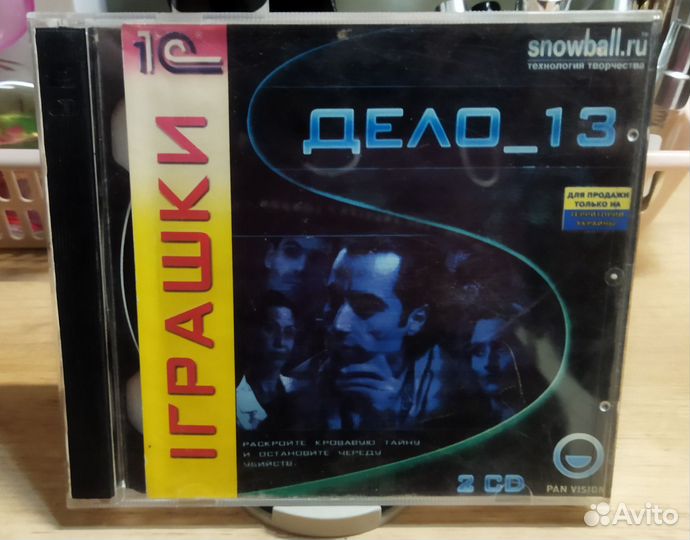 1С
ІГРАШКИ
snowball.ru
технология творчества
ДЕЛО_13
ДЛЯ ПРОДАЖИ
ТОЛЬКО НА
ТЕРРИТОРИИ
УКРАИНЫ
РАСКРОЙТЕ КРОВАВУЮ ТАЙНУ
И ОСТАНОВИТЕ ЧЕРЕДУ
УБИЙСТВ.
2 CD
PAN VISION
Avito